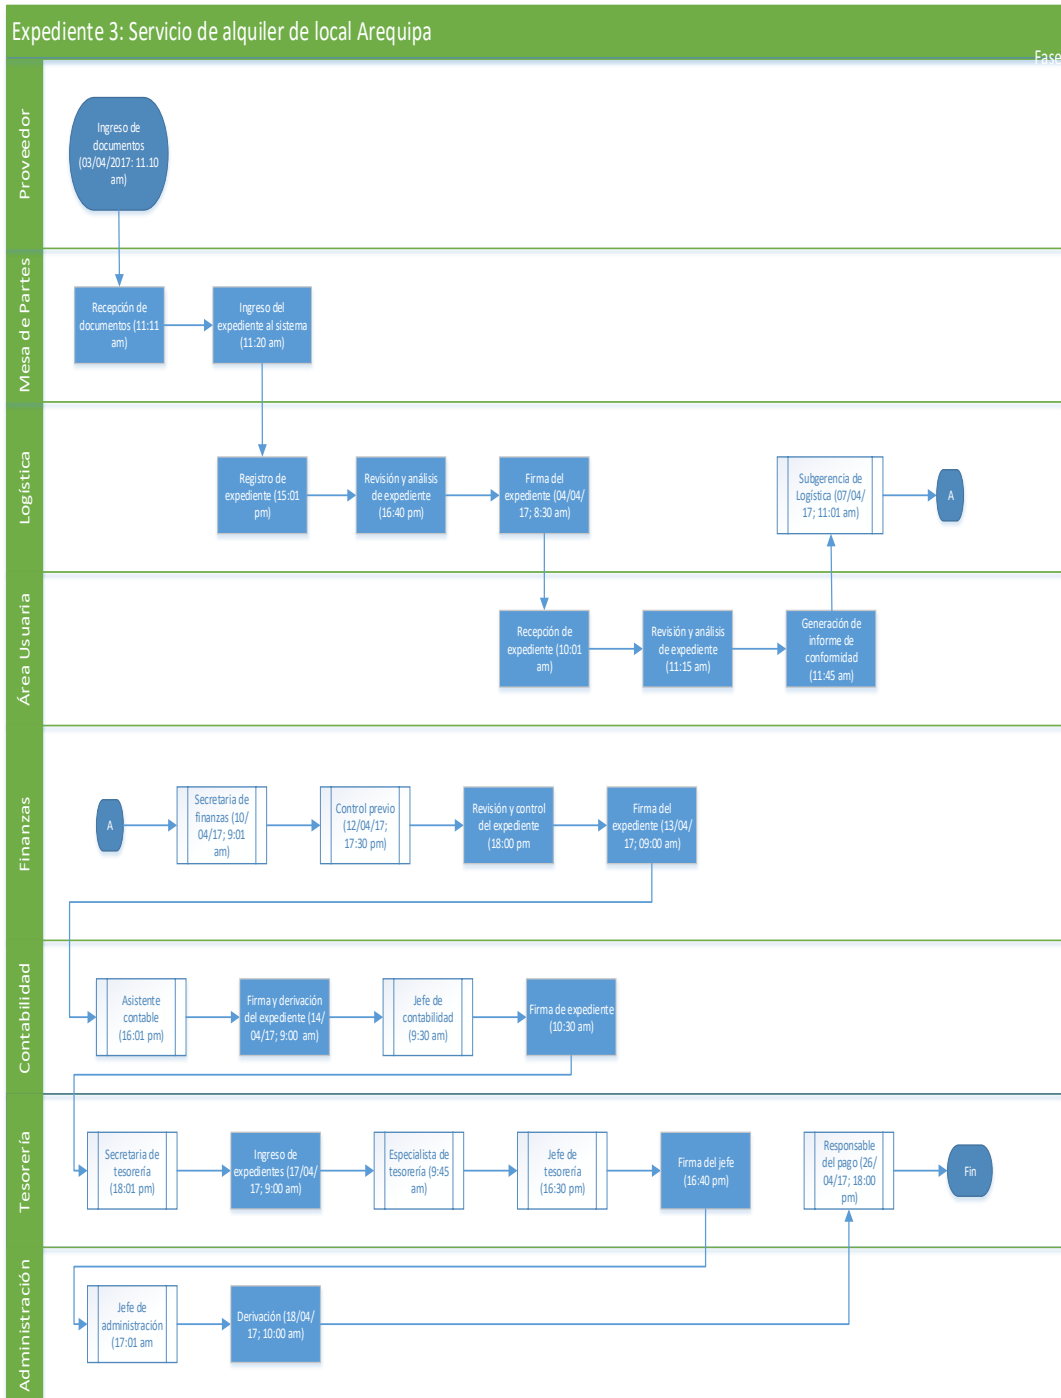 Expediente 3: Servicio de alquiler de local Arequipa
Fase
Proveedor
Ingreso de
documentos
(03/04/2017: 11.10
am)
Mesa de Partes
Recepción de
documentos (11:11
am)
Ingreso del
expediente al sistema
(11:20 am)
Logística
Registro de
expediente (15:01
pm)
Revisión y análisis
de expediente
(16:40 pm)
Firma del
expediente (04/04/
17; 8:30 am)
Subgerencia de
Logística (07/04/
17; 11:01 am)
A
Área Usuaria
Recepción de
expediente (10:01
am)
Revisión y análisis
de expediente
(11:15 am)
Generación de
informe de
conformidad
(11:45 am)
Finanzas
A
Secretaria de
finanzas (10/
04/17; 9:01
am)
Control previo
(12/04/17;
17:30 pm)
Revisión y control
del expediente
(18:00 pm
Firma del
expediente (13/04/
17; 09:00 am)
Contabilidad
Asistente
contable
(16:01 pm)
Firma y derivación
del expediente (14/
04/17; 9:00  am)
Jefe de
contabilidad
(9:30 am)
Firma de expediente
(10:30 am)
Tesorería
Secretaria de
tesorería
(18:01 pm)
Ingreso de
expedientes (17/04/
17; 9:00 am)
Especialista de
tesorería (9:45
am)
Jefe de
tesorería
(16:30 pm)
Firma del jefe
(16:40 pm)
Responsable
del pago (26/
04/17; 18:00
pm)
Fin
Administración
Jefe de
administración
(17:01 am
Derivación (18/04/
17; 10:00 am)